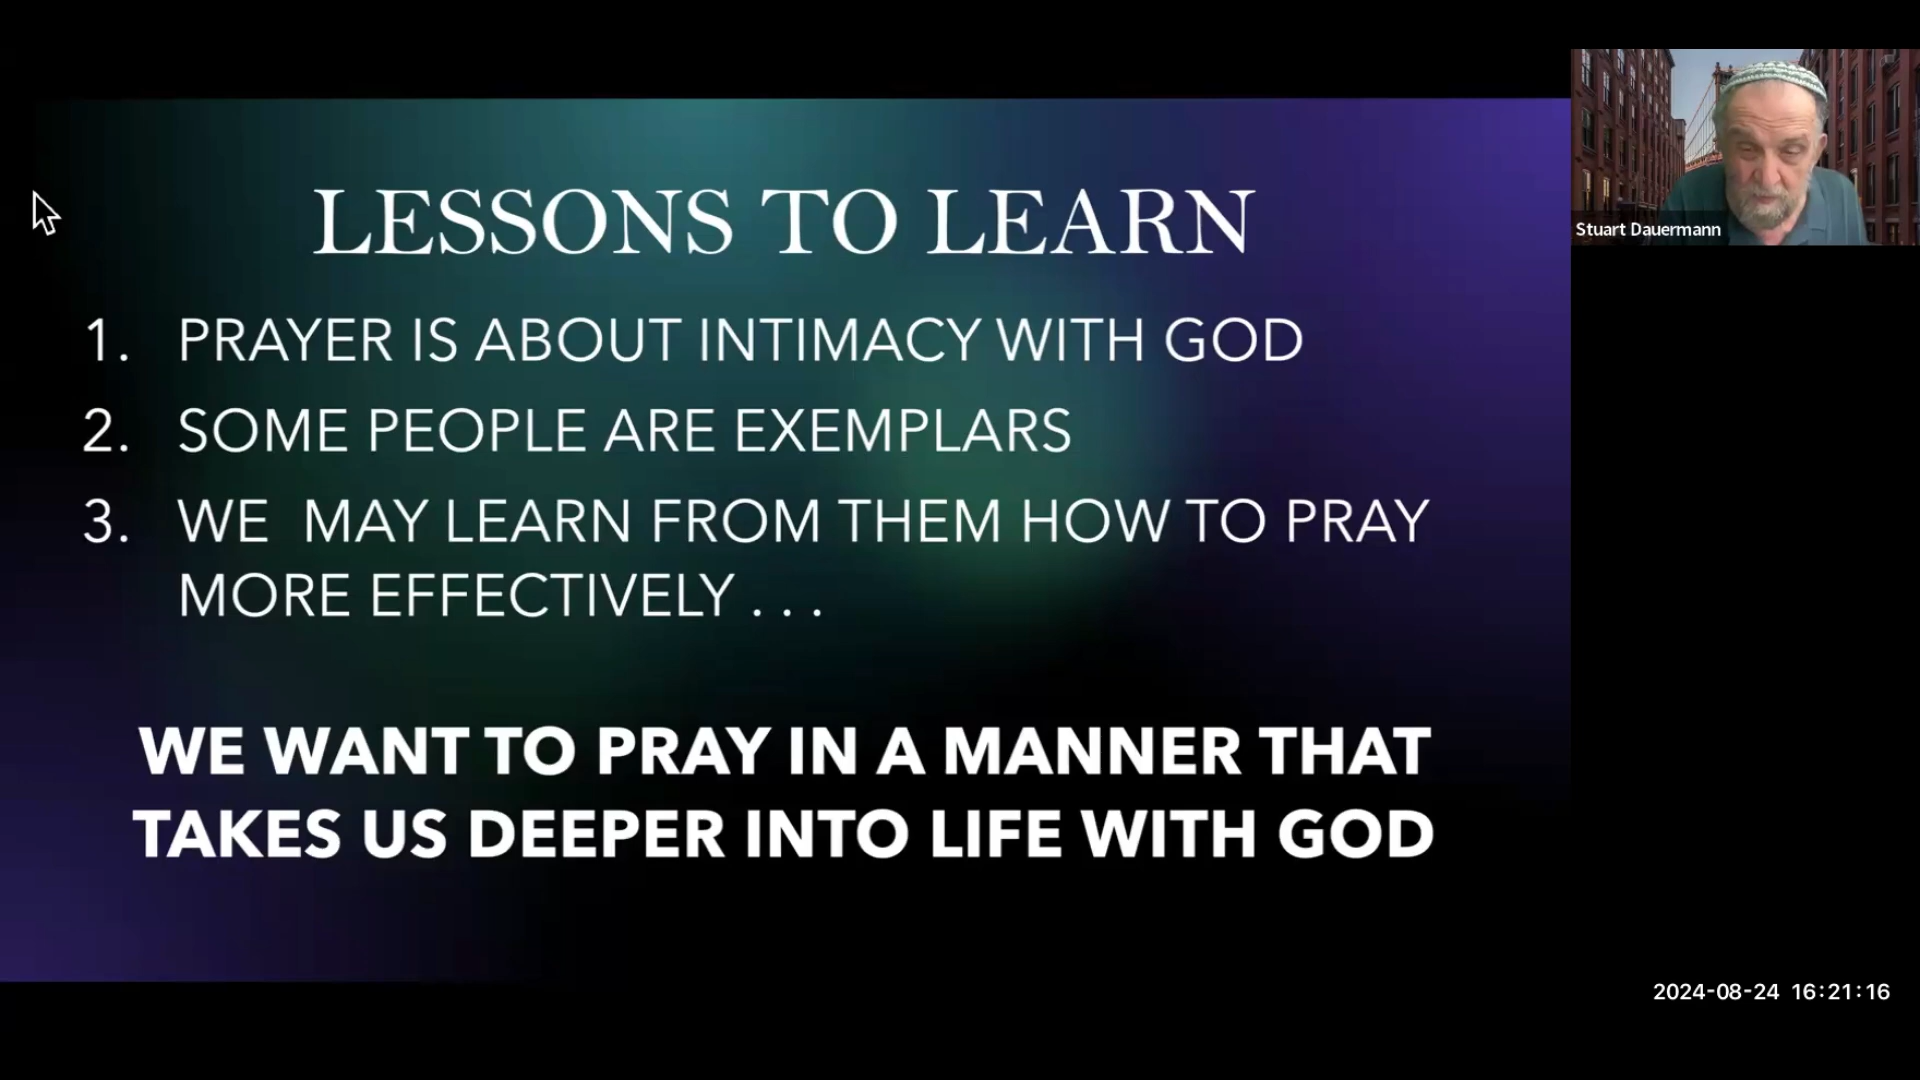 LESSONS TO LEARN
1. PRAYER IS ABOUT INTIMACY WITH GOD
2. SOME PEOPLE ARE EXEMPLARS
3. WE MAY LEARN FROM THEM HOW TO PRAY
MORE EFFECTIVELY . . .
WE WANT TO PRAY IN A MANNER THAT
TAKES US DEEPER INTO LIFE WITH GOD
Stuart Dauermann
2024-08-24 16:21:16